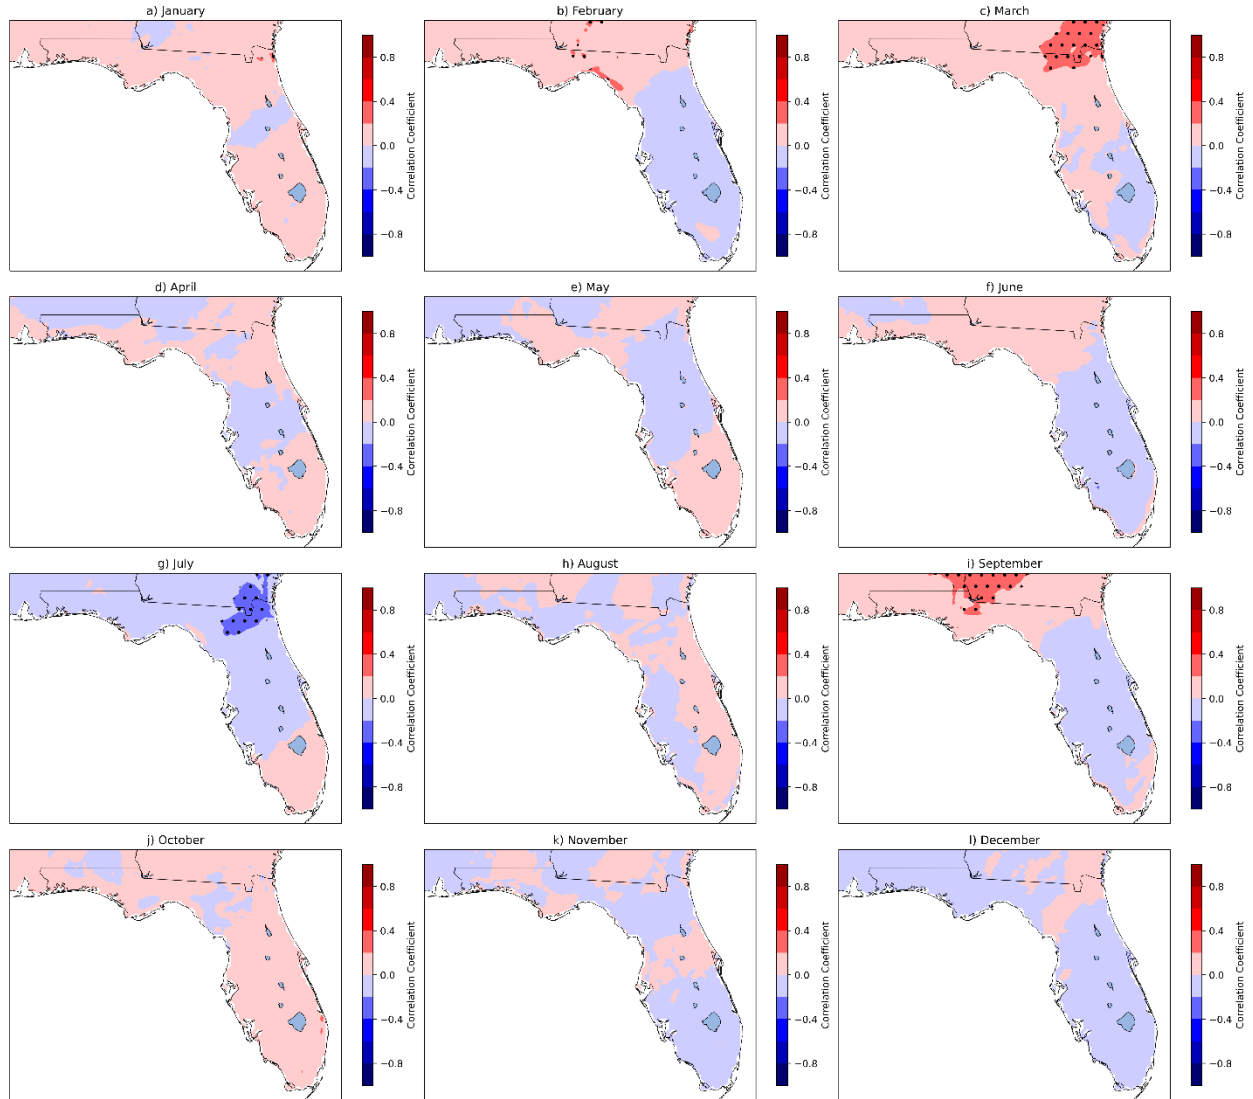 a) January
b) February
c) March
0.8
0.4
0.0
−0.4
−0.8
Correlation Coefficient
0.8
0.4
0.0
−0.4
−0.8
Correlation Coefficient
0.8
0.4
0.0
−0.4
−0.8
Correlation Coefficient
d) April
e) May
f) June
0.8
0.4
0.0
−0.4
−0.8
Correlation Coefficient
0.8
0.4
0.0
−0.4
−0.8
Correlation Coefficient
0.8
0.4
0.0
−0.4
−0.8
Correlation Coefficient
g) July
h) August
i) September
0.8
0.4
0.0
−0.4
−0.8
Correlation Coefficient
0.8
0.4
0.0
−0.4
−0.8
Correlation Coefficient
0.8
0.4
0.0
−0.4
−0.8
Correlation Coefficient
j) October
k) November
l) December
0.8
0.4
0.0
−0.4
−0.8
Correlation Coefficient
0.8
0.4
0.0
−0.4
−0.8
Correlation Coefficient
0.8
0.4
0.0
−0.4
−0.8
Correlation Coefficient